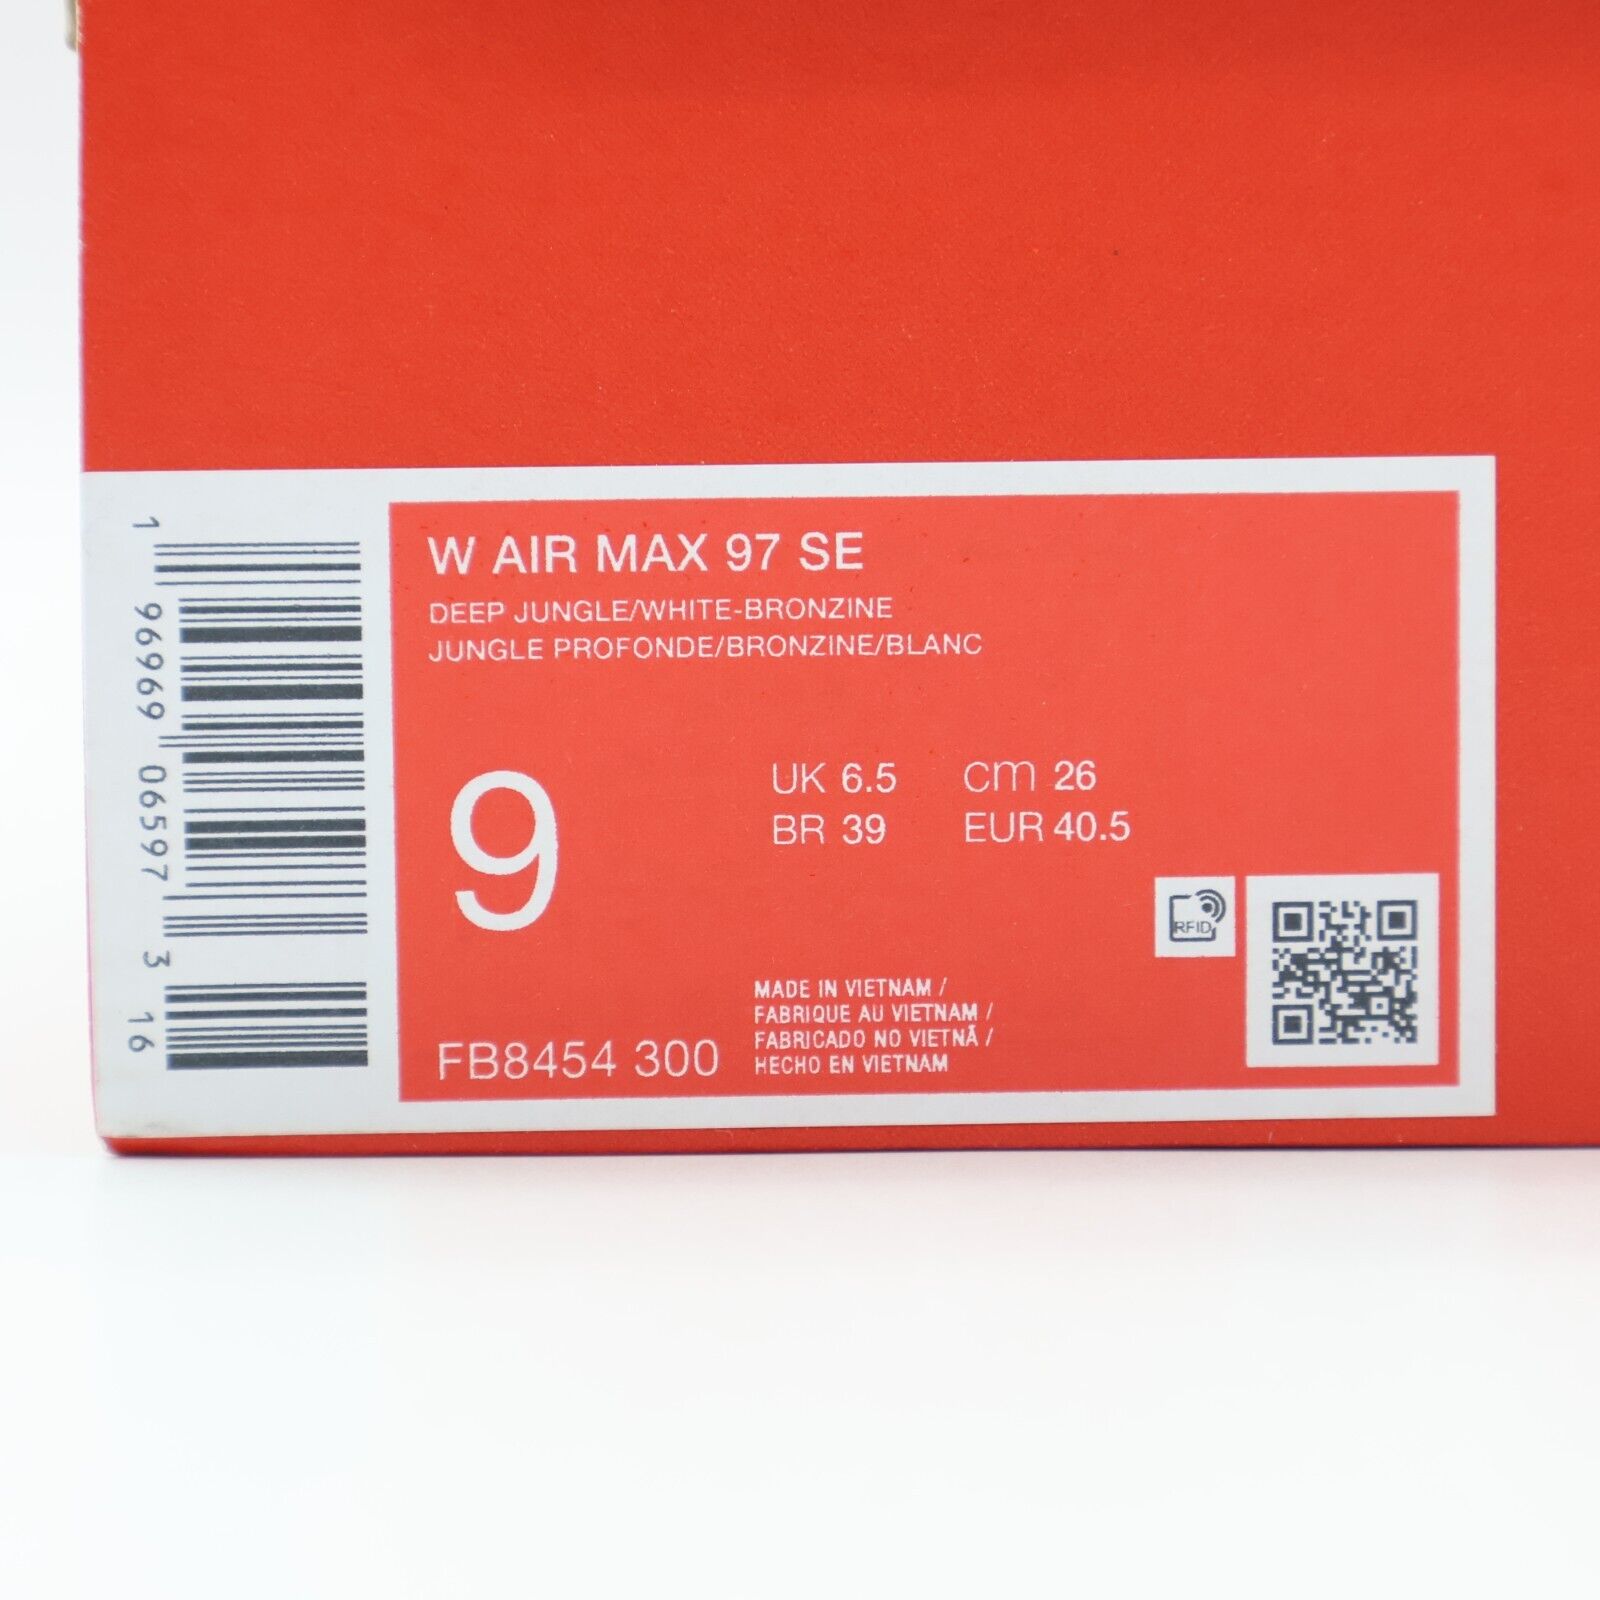 W AIR MAX 97 SE
DEEP JUNGLE/WHITE-BRONZINE
JUNGLE PROFONDE/BRONZINE/BLANC
9
UK 6.5 cm 26
BR 39 EUR 40.5
RFID
MADE IN VIETNAM /
FABRIQUE AU VIETNAM /
FABRICADO NO VIETNÃ /
HECHO EN VIETNAM
FB8454 300
1 96969 06597 3 16